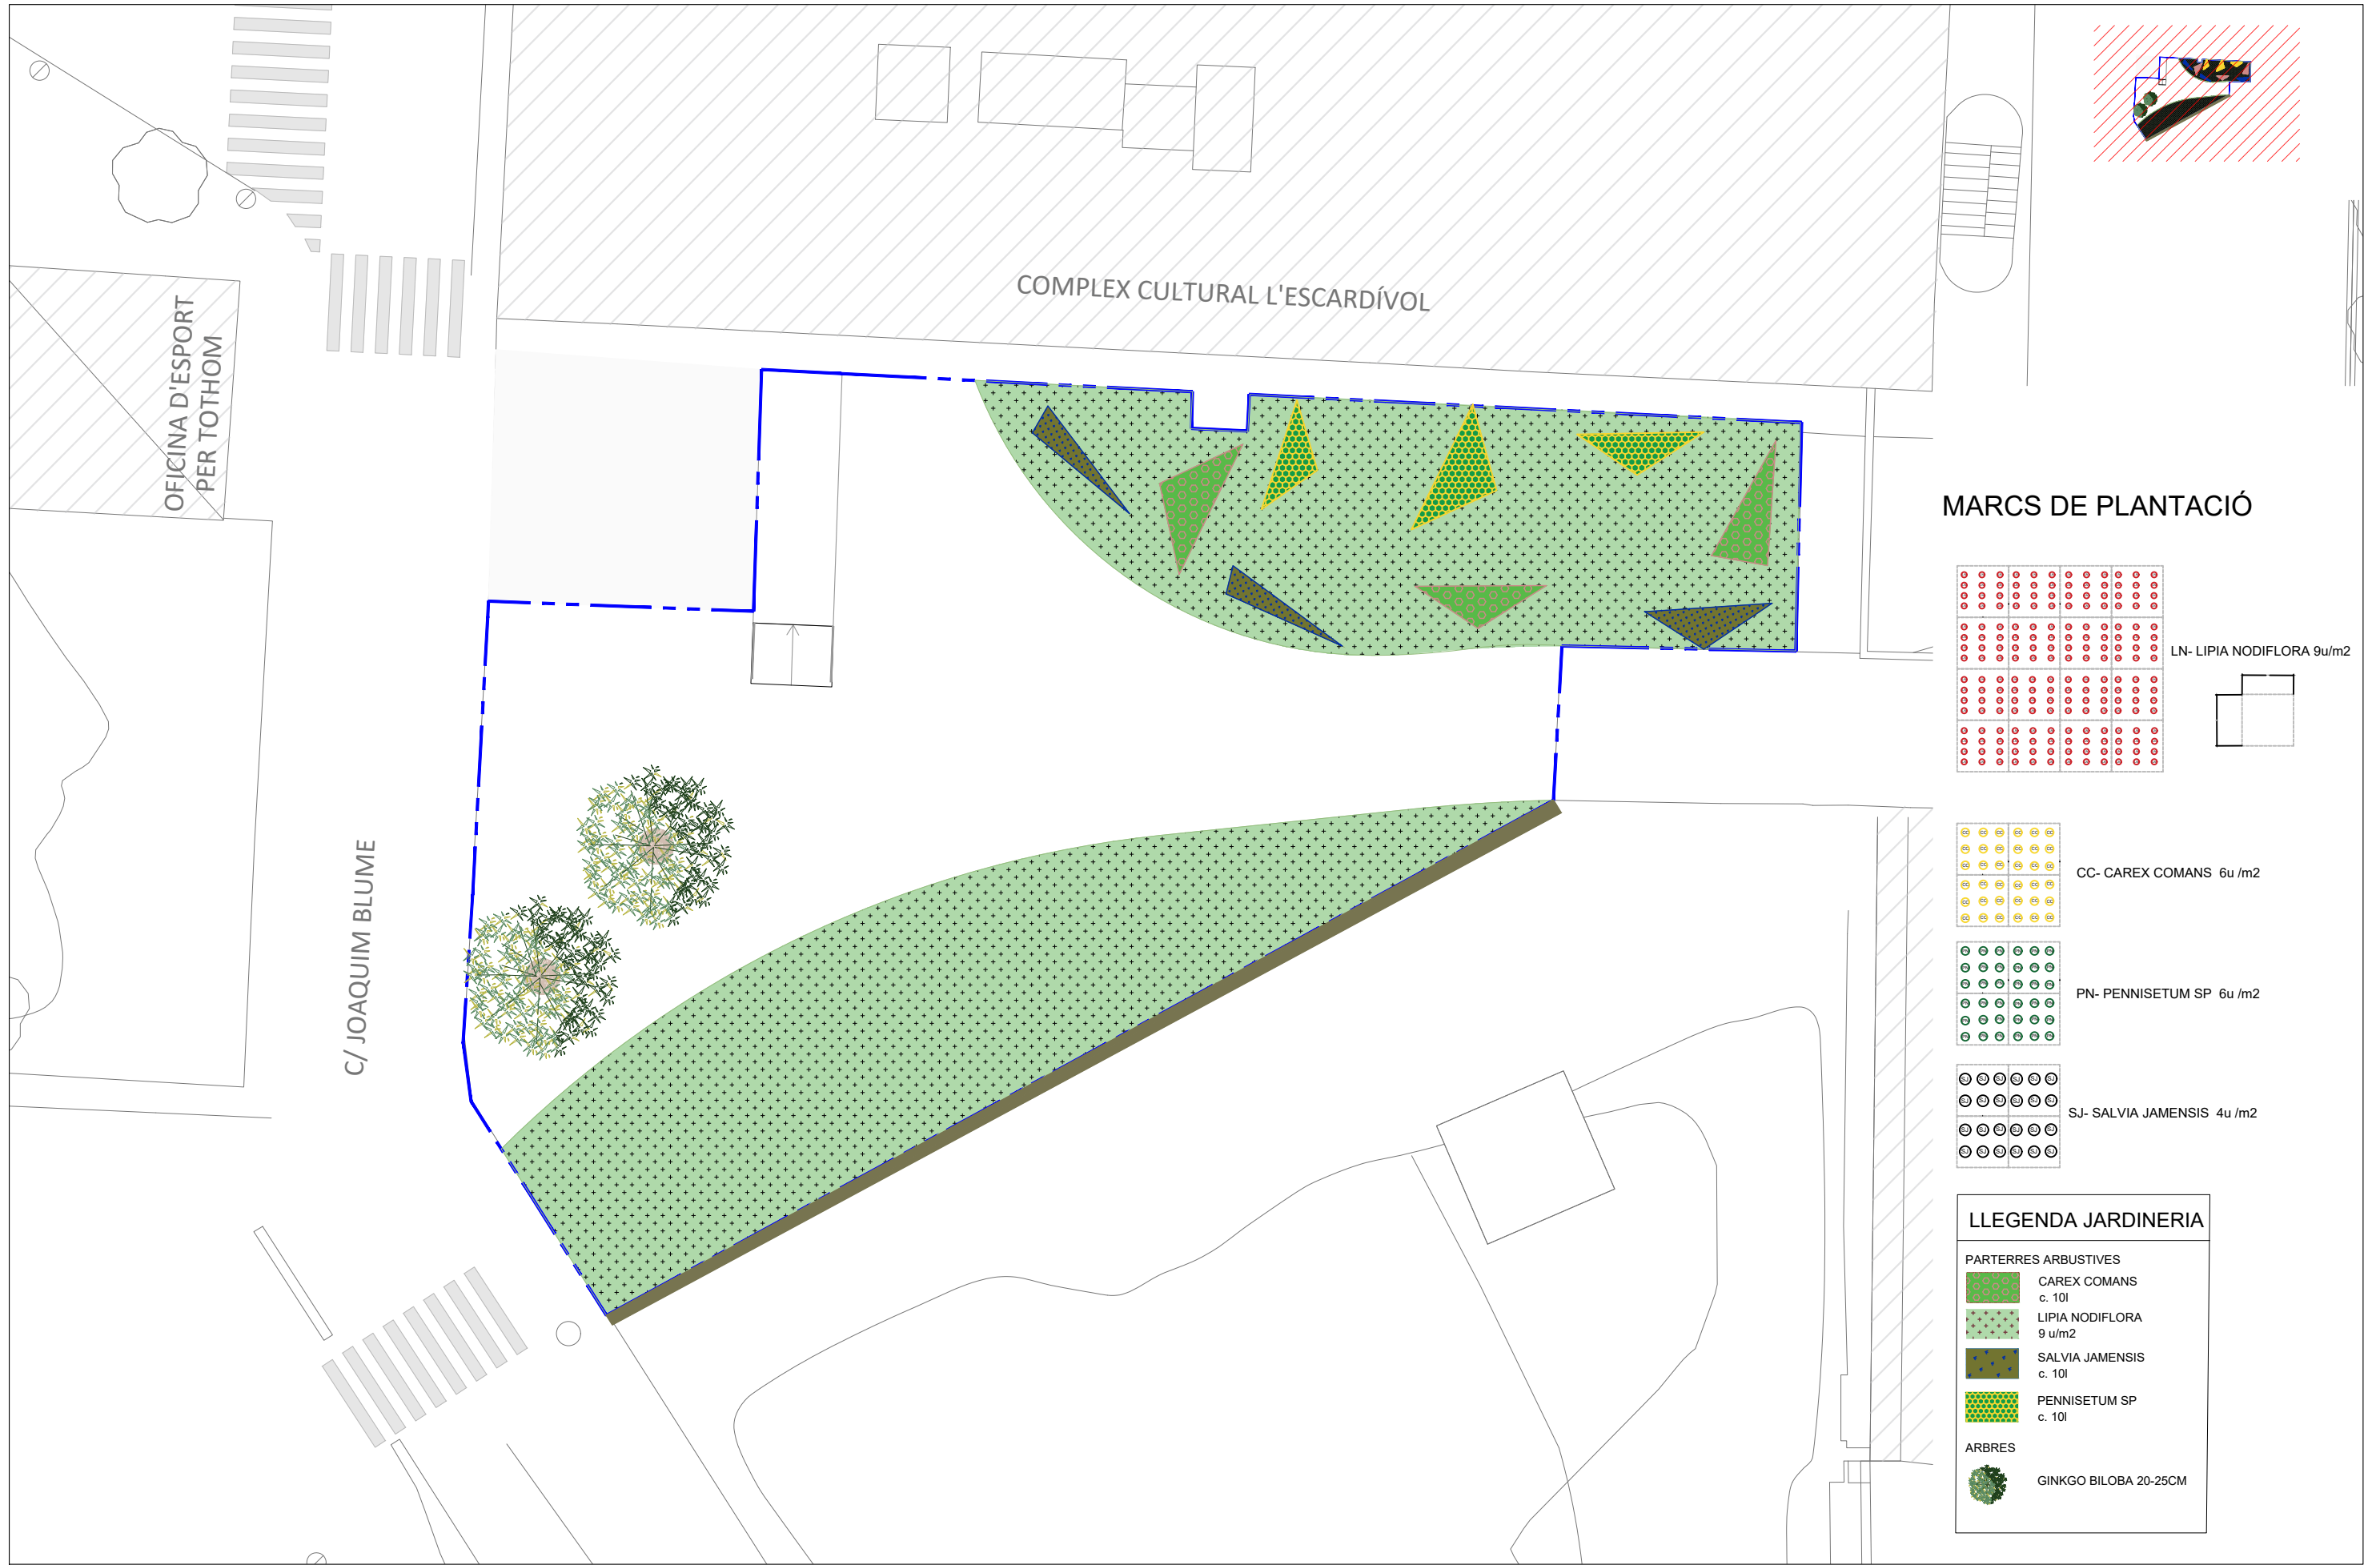 COMPLEX CULTURAL L'ESCARDÍVOL
OFICINA D'ESPORT
PER TOTHOM
C/ JOAQUIM BLUME
MARCS DE PLANTACIÓ
LN- LIPIA NODIFLORA 9u/m2
CC- CAREX COMANS 6u /m2
PN- PENNISETUM SP 6u /m2
SJ- SALVIA JAMENSIS 4u /m2
LLEGENDA JARDINERIA
PARTERRES ARBUSTIVES
CAREX COMANS
c. 10l
LIPIA NODIFLORA
9 u/m2
SALVIA JAMENSIS
c. 10l
PENNISETUM SP
c. 10l
ARBRES
GINKGO BILOBA 20-25CM